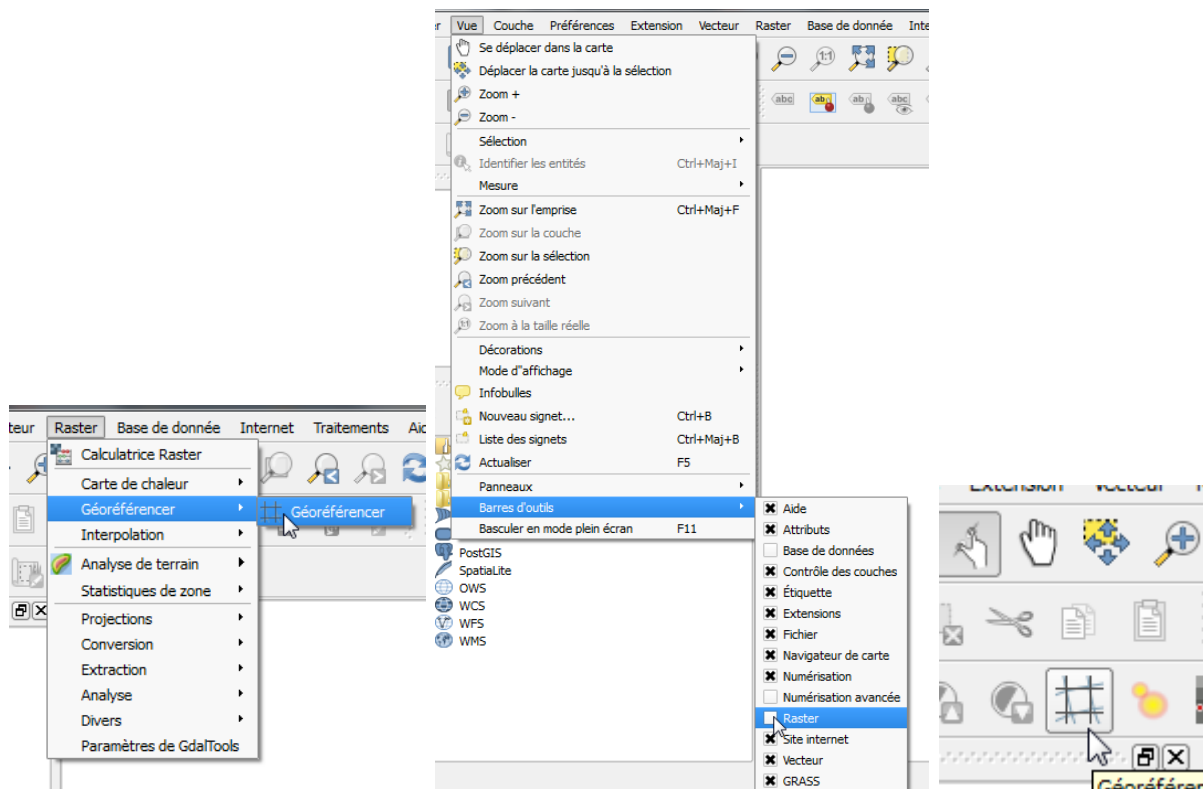 teur Raster Base de donnée Internet Traitements
Calculatrice Raster
Carte de chaleur
Géoréférencer
Géoréférencer
Interpolation
Analyse de terrain
Statistiques de zone
Projections
Conversion
Extraction
Analyse
Divers
Paramètres de GdalTools
Vue Couche Préférences Extension Vecteur Raster Base de donnée Inte
Se déplacer dans la carte
Déplacer la carte jusqu'à la sélection
Zoom +
Zoom -
Sélection
Identifier les entités Ctrl+Maj+I
Mesure
Zoom sur l'emprise Ctrl+Maj+F
Zoom sur la couche
Zoom sur la sélection
Zoom précédent
Zoom suivant
Zoom à la taille réelle
Décorations
Mode d"affichage
Infobulles
Nouveau signet... Ctrl+B
Liste des signets Ctrl+Maj+B
Actualiser F5
Panneaux
Barres d'outils
Basculer en mode plein écran F11
PostGIS
SpatiaLite
OWS
WCS
WFS
WMS
Aide
Attributs
Base de données
Contrôle des couches
Étiquette
Extensions
Fichier
Navigateur de carte
Numérisation
Numérisation avancée
Raster
Site internet
Vecteur
GRASS
Extension Vecteur
Géoréféren